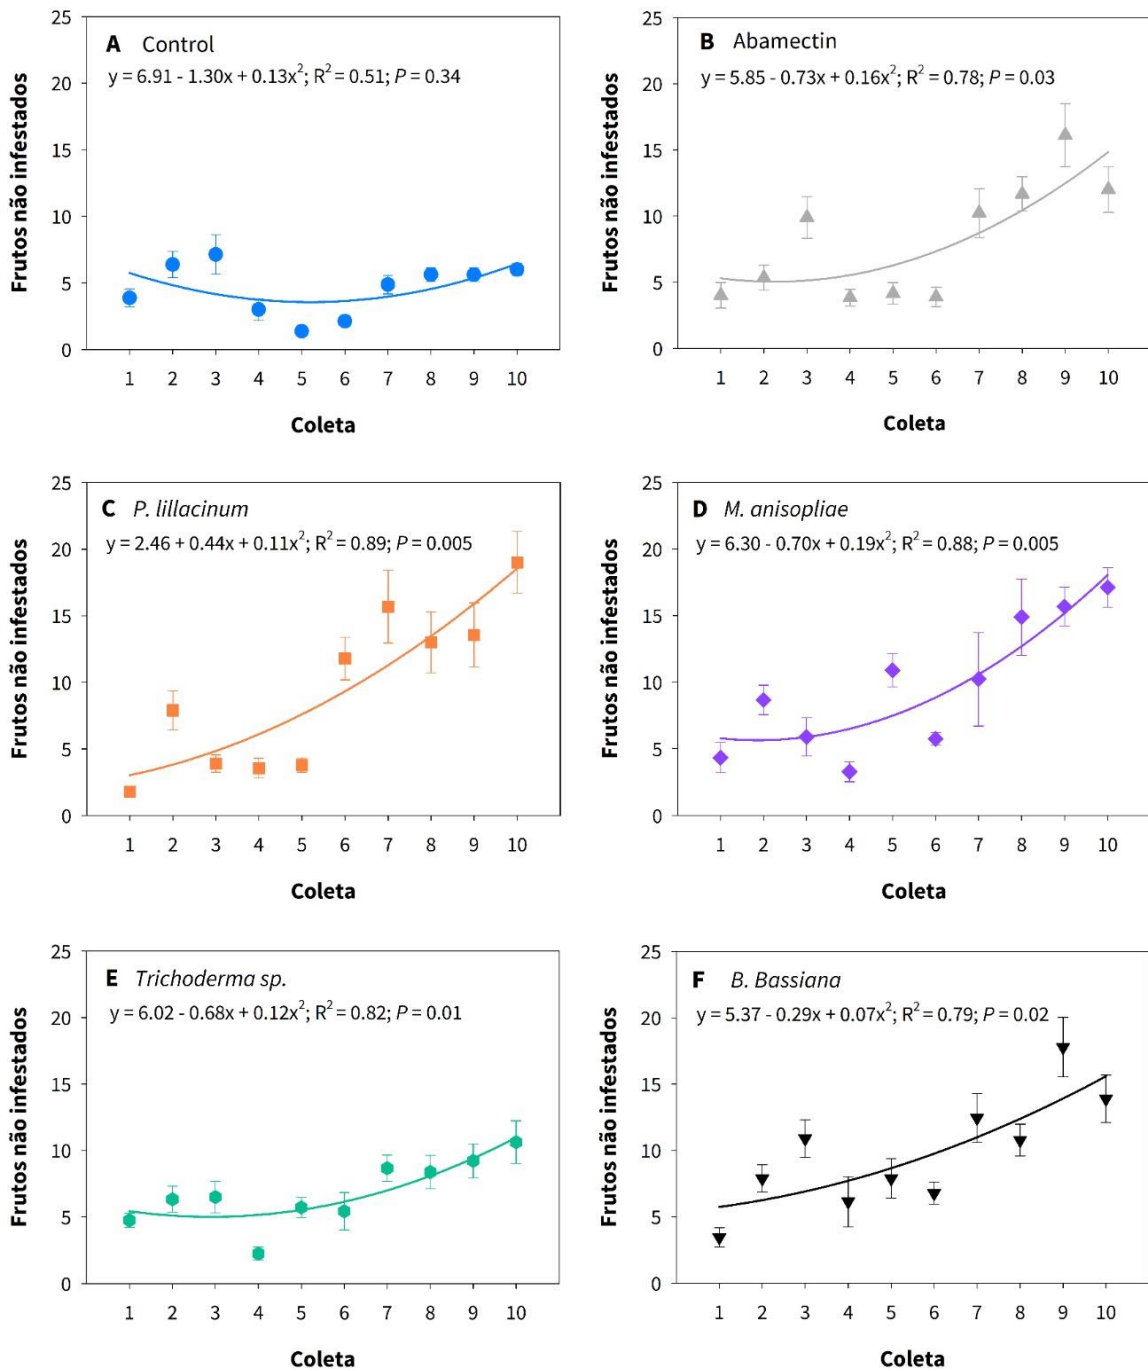 A Control
y = 6.91 - 1.30x + 0.13x²; R² = 0.51; P = 0.34
Frutos não infestados
25
20
15
10
5
0
1 2 3 4 5 6 7 8 9 10
Coleta
B Abamectin
y = 5.85 - 0.73x + 0.16x²; R² = 0.78; P = 0.03
Frutos não infestados
25
20
15
10
5
0
1 2 3 4 5 6 7 8 9 10
Coleta
C P. lillacinum
y = 2.46 + 0.44x + 0.11x²; R² = 0.89; P = 0.005
Frutos não infestados
25
20
15
10
5
0
1 2 3 4 5 6 7 8 9 10
Coleta
D M. anisopliae
y = 6.30 - 0.70x + 0.19x²; R² = 0.88; P = 0.005
Frutos não infestados
25
20
15
10
5
0
1 2 3 4 5 6 7 8 9 10
Coleta
E Trichoderma sp.
y = 6.02 - 0.68x + 0.12x²; R² = 0.82; P = 0.01
Frutos não infestados
25
20
15
10
5
0
1 2 3 4 5 6 7 8 9 10
Coleta
F B. Bassiana
y = 5.37 - 0.29x + 0.07x²; R² = 0.79; P = 0.02
Frutos não infestados
25
20
15
10
5
0
1 2 3 4 5 6 7 8 9 10
Coleta